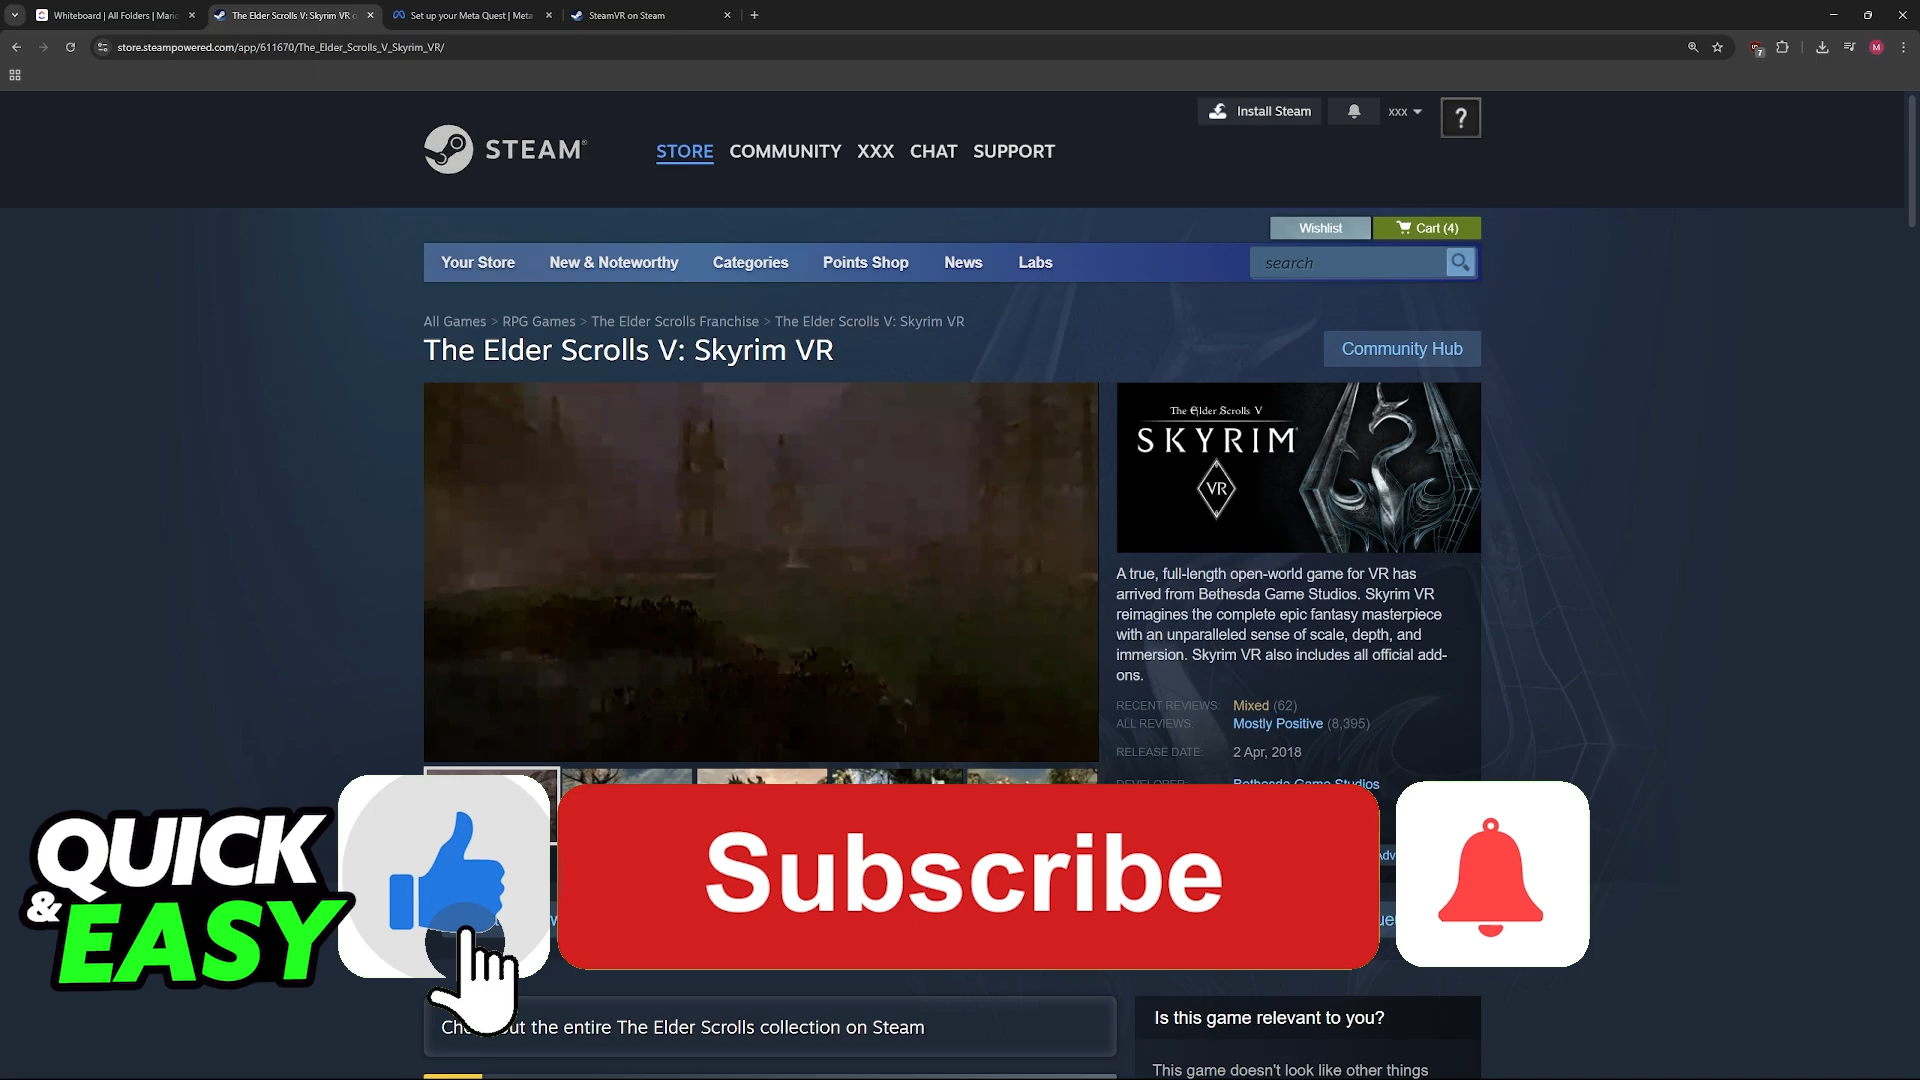 Whiteboard | All Folders | Mario
The Elder Scrolls V: Skyrim VR o
Set up your Meta Quest | Meta
SteamVR on Steam
store.steampowered.com/app/611670/The_Elder_Scrolls_V_Skyrim_VR/
7
M
Install Steam
xxx
?
STEAM®
STORE
COMMUNITY
XXX
CHAT
SUPPORT
Wishlist
Cart (4)
Your Store
New & Noteworthy
Categories
Points Shop
News
Labs
search
All Games > RPG Games > The Elder Scrolls Franchise > The Elder Scrolls V: Skyrim VR
The Elder Scrolls V: Skyrim VR
Community Hub
The Elder Scrolls V
SKYRIM
VR
A true, full-length open-world game for VR has
arrived from Bethesda Game Studios. Skyrim VR
reimagines the complete epic fantasy masterpiece
with an unparalleled sense of scale, depth, and
immersion. Skyrim VR also includes all official add-
ons.
RECENT REVIEWS: Mixed (62)
ALL REVIEWS: Mostly Positive (8,395)
RELEASE DATE: 2 Apr, 2018
DEVELOPER: Bethesda Game Studios
QUICK
& EASY
Subscribe
out the entire The Elder Scrolls collection on Steam
Is this game relevant to you?
This game doesn't look like other things